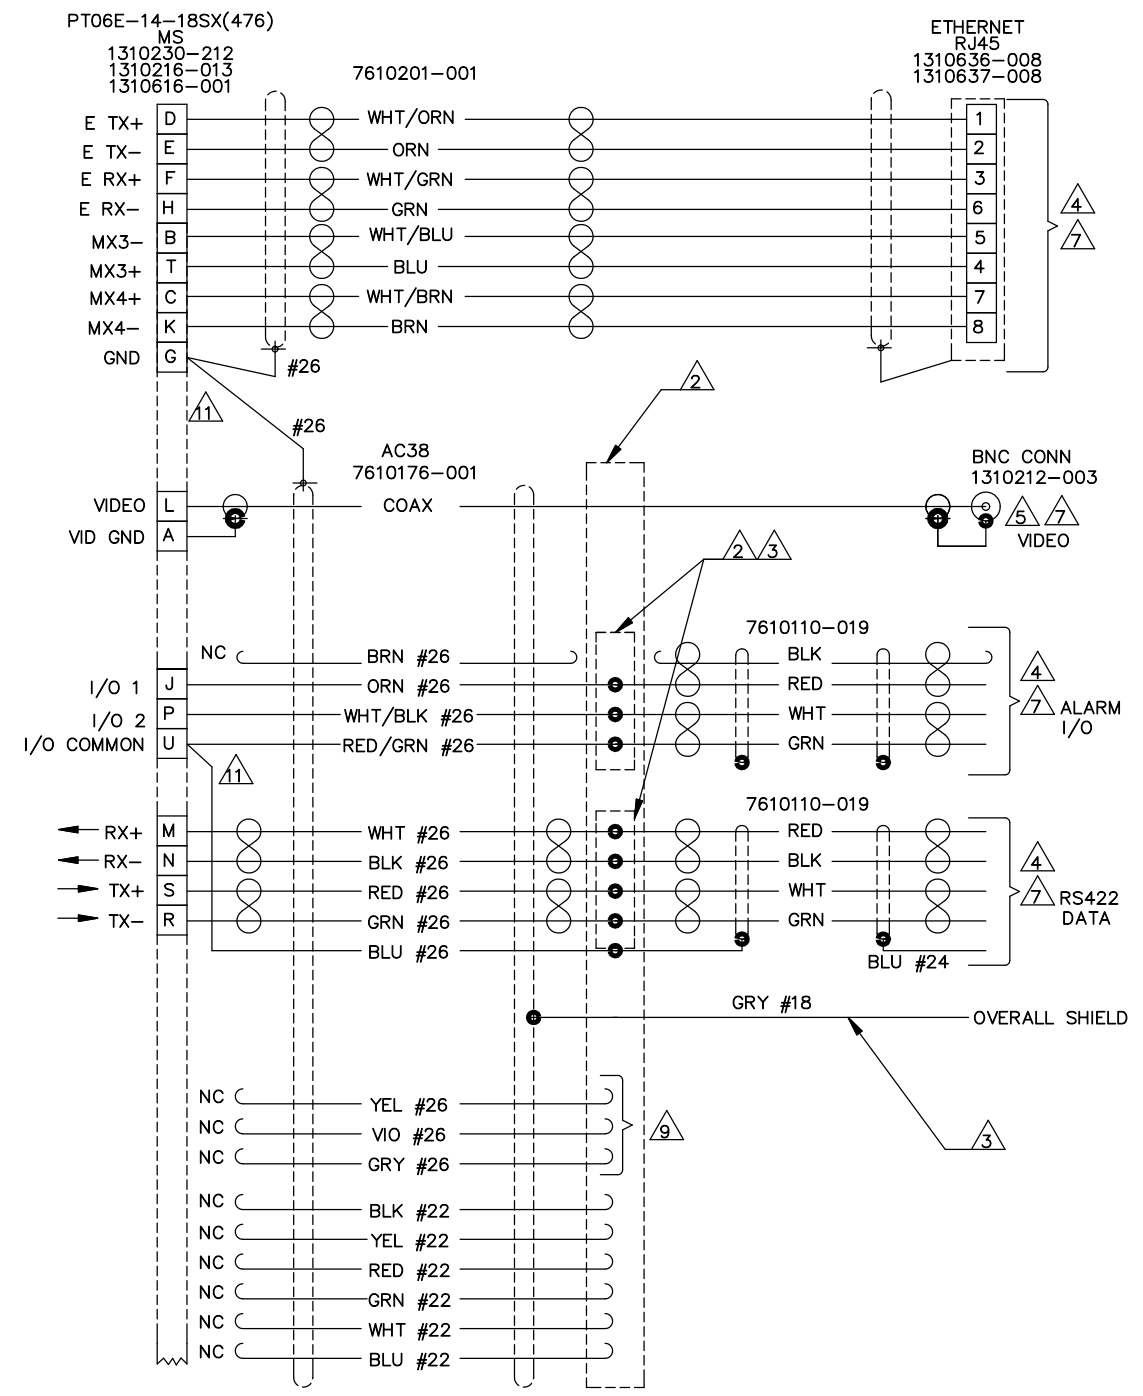 PT06E-14-18SX(476)
MS
1310230-212
1310216-013
1310616-001
7610201-001
ETHERNET
RJ45
1310636-008
1310637-008
E TX+ D WHT/ORN 1
E TX- E ORN 2
E RX+ F WHT/GRN 3
E RX- H GRN 6
MX3- B WHT/BLU 5
MX3+ T BLU 4
MX4+ C WHT/BRN 7
MX4- K BRN 8
GND G #26
4
7
2
11
#26
AC38
7610176-001
BNC CONN
1310212-003
VIDEO L COAX
5 7
VID GND A
VIDEO
2 3
7610110-019
NC BRN #26 BLK
I/O 1 J ORN #26 RED
I/O 2 P WHT/BLK #26 WHT
I/O COMMON U RED/GRN #26 GRN
4
7 ALARM
I/O
11
7610110-019
RX+ M WHT #26 RED
RX- N BLK #26 BLK
TX+ S RED #26 WHT
TX- R GRN #26 GRN
BLU #26 BLU #24
4
7 RS422
DATA
GRY #18
OVERALL SHIELD
NC YEL #26
NC VIO #26
NC GRY #26
9
3
NC BLK #22
NC YEL #22
NC RED #22
NC GRN #22
NC WHT #22
NC BLU #22